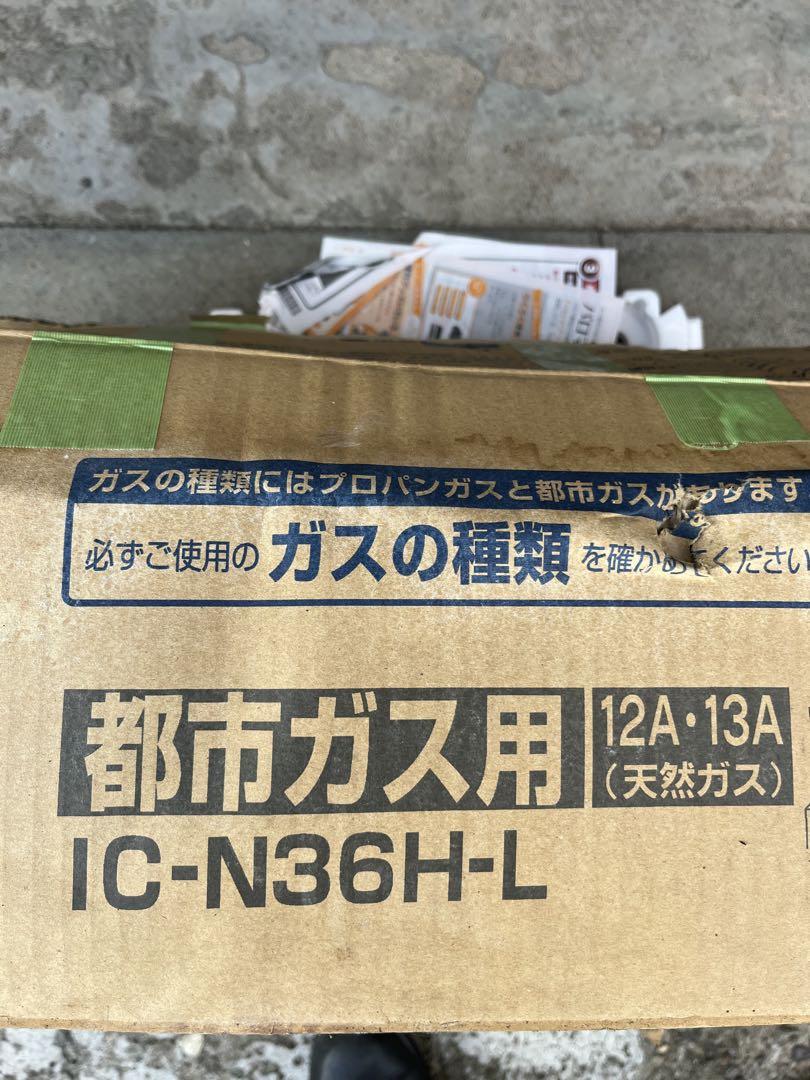 ガスの種類にはプロパンガスと都市ガスがあります
必ずご使用のガスの種類を確かめてください
都市ガス用
12A・13A
(天然ガス)
IC-N36H-L